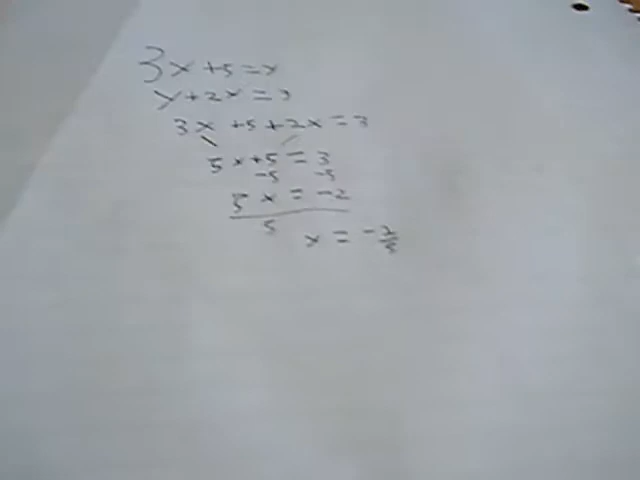 3x + 5 = y
y + 2x = 3
3x + 5 + 2x = 3
5x + 5 = 3
-5 -5
5x = -2
5
x = -2/5